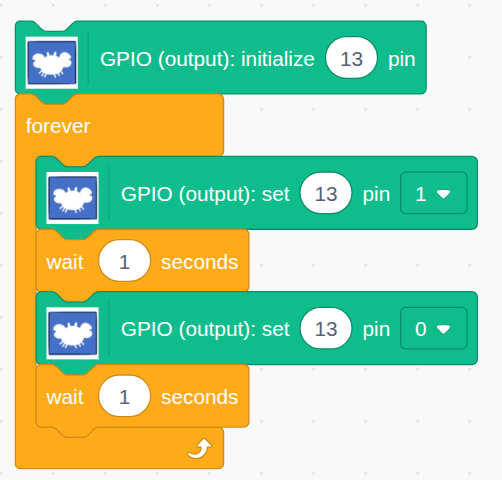 GPIO (output): initialize 13 pin
forever
GPIO (output): set 13 pin 1
wait 1 seconds
GPIO (output): set 13 pin 0
wait 1 seconds